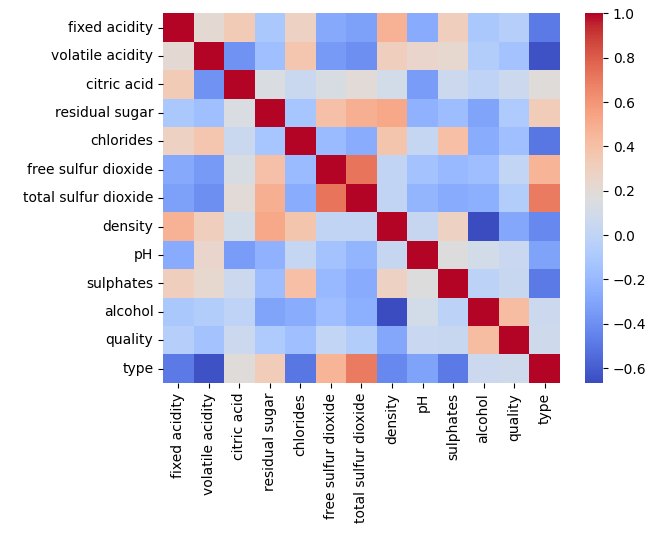 fixed acidity
volatile acidity
citric acid
residual sugar
chlorides
free sulfur dioxide
total sulfur dioxide
density
pH
sulphates
alcohol
quality
type
fixed acidity
volatile acidity
citric acid
residual sugar
chlorides
free sulfur dioxide
total sulfur dioxide
density
pH
sulphates
alcohol
quality
type
1.0
0.8
0.6
0.4
0.2
0.0
−0.2
−0.4
−0.6